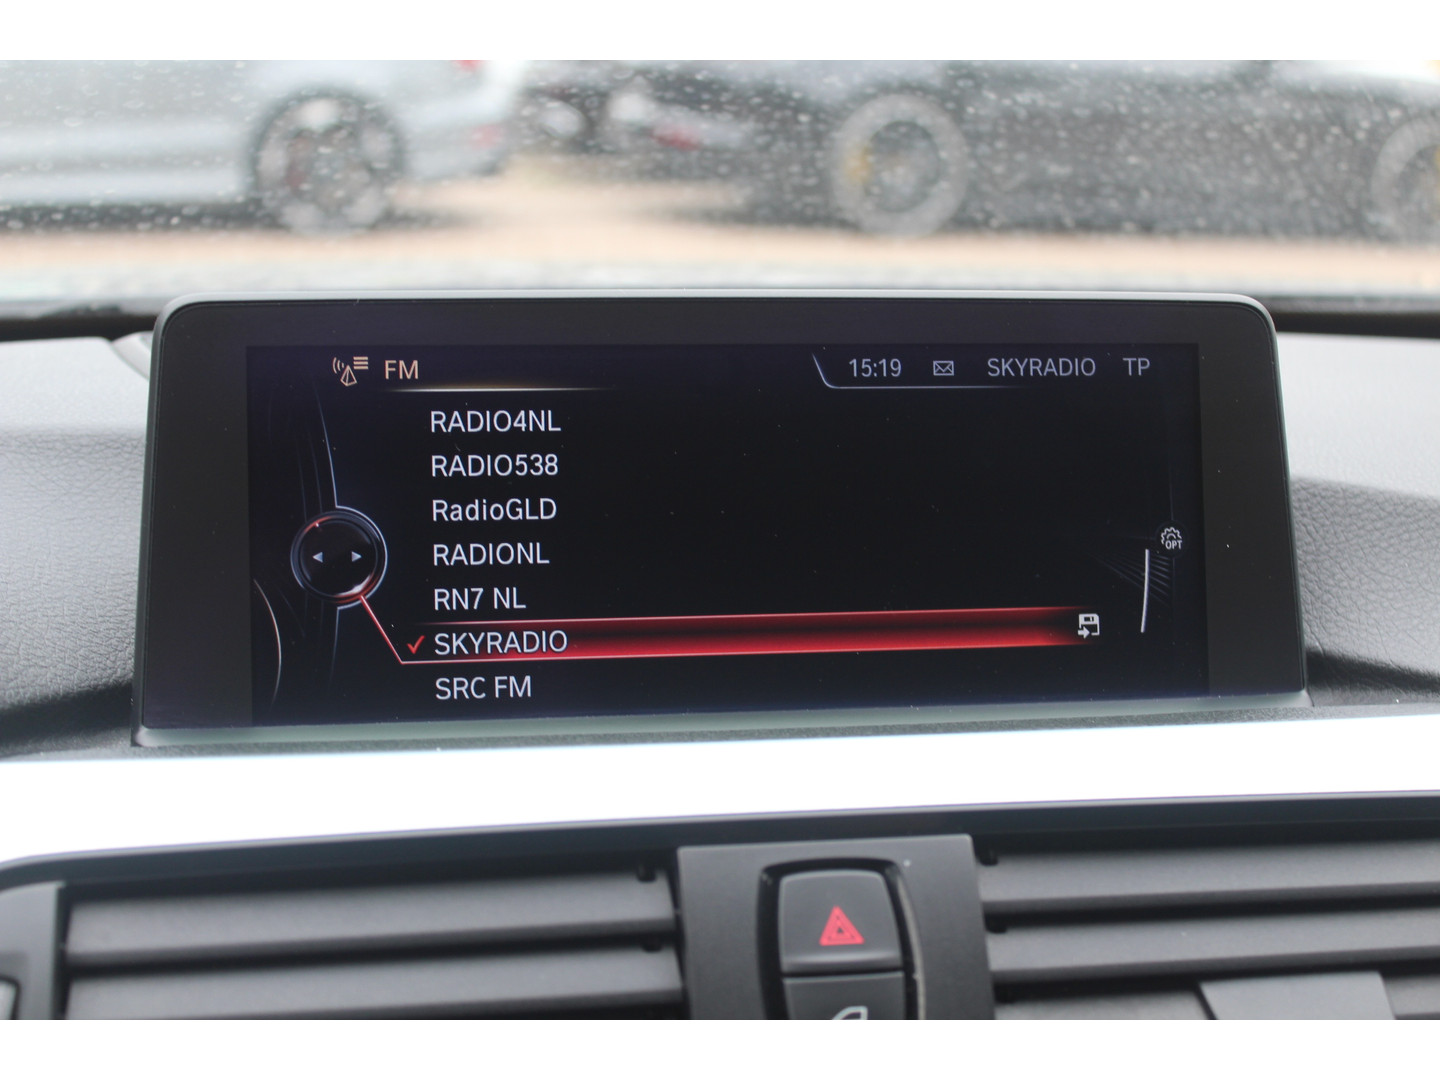 FM 15:19 SKYRADIO TP
RADIO4NL
RADIO538
RadioGLD
RADIONL
OPT
RN7 NL
SKYRADIO
SRC FM